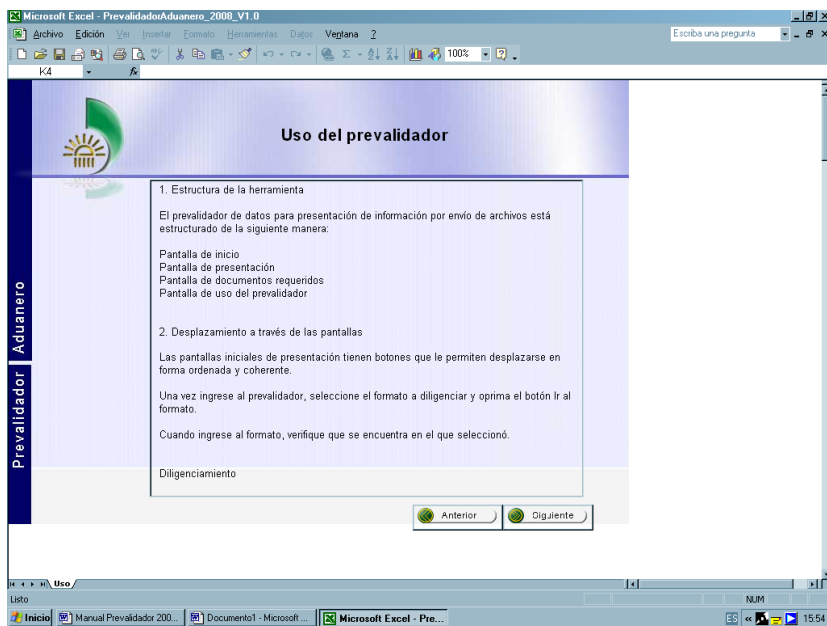 Microsoft Excel - PrevalidadorAduanero_2008_V1.0
Archivo Edición Ver Insertar Formato Herramientas Datos Ventana ? Escriba una pregunta
100%
K4 fx
Uso del prevalidador
1. Estructura de la herramienta
El prevalidador de datos para presentación de información por envío de archivos está
estructurado de la siguiente manera:
Pantalla de inicio
Pantalla de presentación
Pantalla de documentos requeridos
Pantalla de uso del prevalidador
2. Desplazamiento a través de las pantallas
Las pantallas iniciales de presentación tienen botones que le permiten desplazarse en
forma ordenada y coherente.
Una vez ingrese al prevalidador, seleccione el formato a diligenciar y oprima el botón Ir al
formato.
Cuando ingrese al formato, verifique que se encuentra en el que seleccionó.
Diligenciamiento
Prevalidador Aduanero
Anterior Siguiente
Uso
Listo NUM
Inicio Manual Prevalidador 200... Documento1 - Microsoft ... Microsoft Excel - Pre... ES 15:54